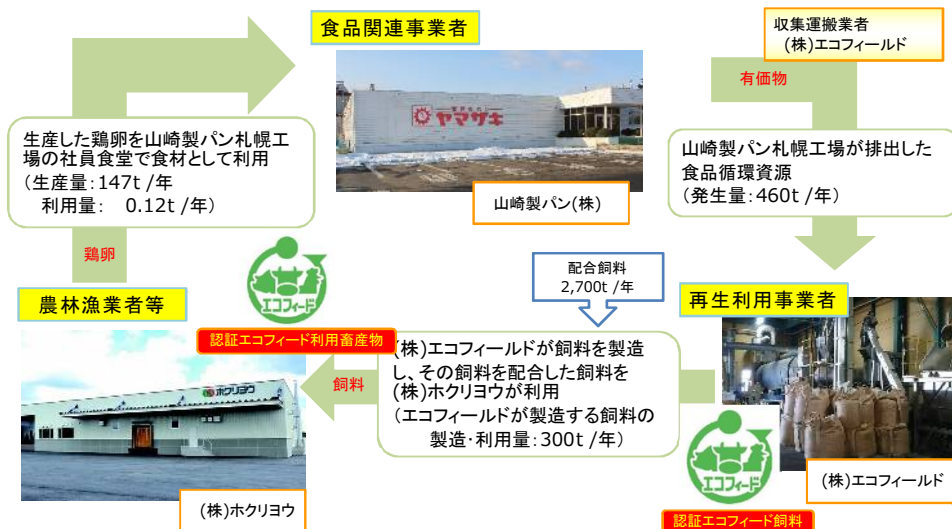 食品関連事業者
収集運搬業者
(株)エコフィールド
有価物
ヤマザキ
山崎製パン(株)
生産した鶏卵を山崎製パン札幌工
場の社員食堂で食材として利用
(生産量:147t /年
利用量: 0.12t /年)
山崎製パン札幌工場が排出した
食品循環資源
(発生量:460t /年)
鶏卵
エコフィード
配合飼料
2,700t /年
農林漁業者等
再生利用事業者
認証エコフィード利用畜産物
(株)エコフィールドが飼料を製造
し、その飼料を配合した飼料を
(株)ホクリヨウが利用
(エコフィールドが製造する飼料の
製造・利用量:300t /年)
飼料
ホクリヨウ
(株)ホクリヨウ
エコフィード
(株)エコフィールド
認証エコフィード飼料